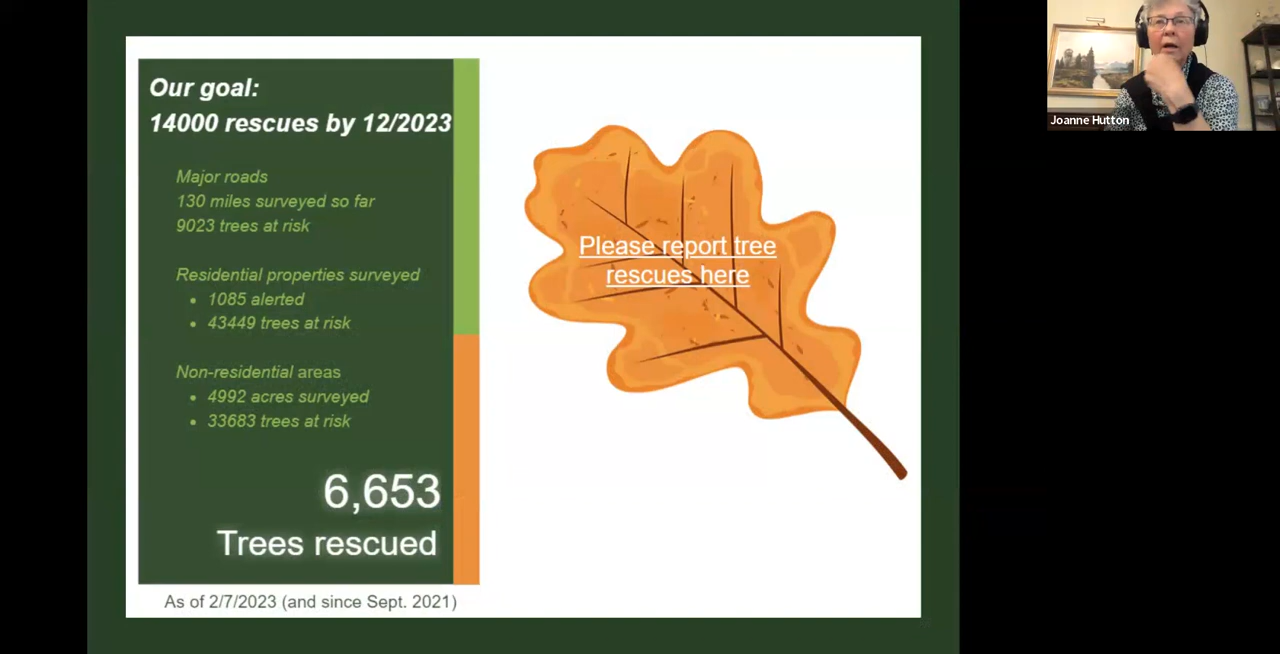 Our goal:
14000 rescues by 12/2023
Major roads
130 miles surveyed so far
9023 trees at risk
Residential properties surveyed
• 1085 alerted
• 43449 trees at risk
Non-residential areas
• 4992 acres surveyed
• 33683 trees at risk
6,653
Trees rescued
As of 2/7/2023 (and since Sept. 2021)
Please report tree
rescues here
Joanne Hutton